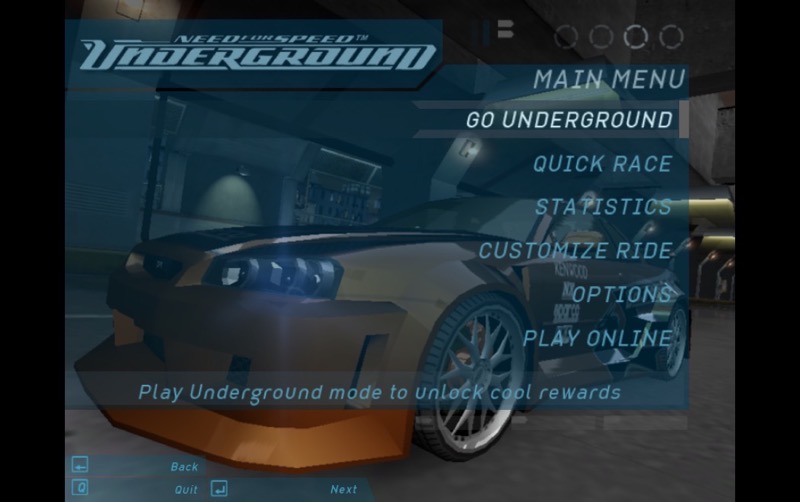 NEED FOR SPEED™
UNDERGROUND
MAIN MENU
GO UNDERGROUND
QUICK RACE
STATISTICS
CUSTOMIZE RIDE
KENWOOD
OPTIONS
PLAY ONLINE
Play Underground mode to unlock cool rewards
Back
Q Quit Next